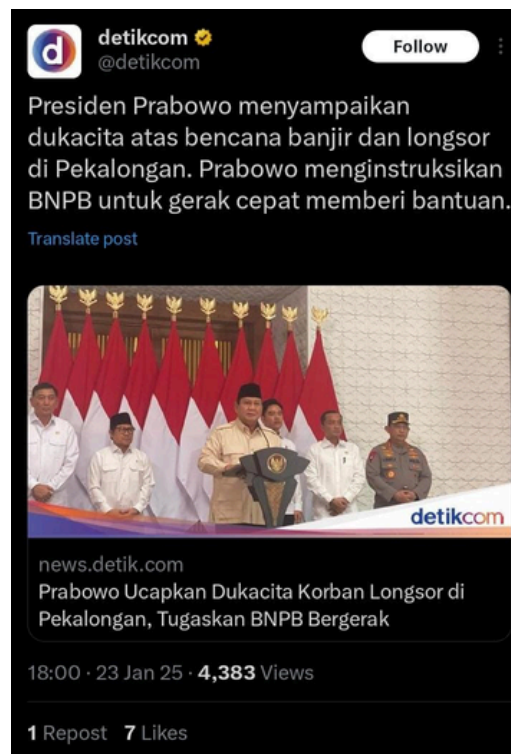 detikcom
@detikcom
Follow
Presiden Prabowo menyampaikan
dukacita atas bencana banjir dan longsor
di Pekalongan. Prabowo menginstruksikan
BNPB untuk gerak cepat memberi bantuan.
Translate post
detikcom
news.detik.com
Prabowo Ucapkan Dukacita Korban Longsor di
Pekalongan, Tugaskan BNPB Bergerak
18:00 · 23 Jan 25 · 4,383 Views
1 Repost 7 Likes